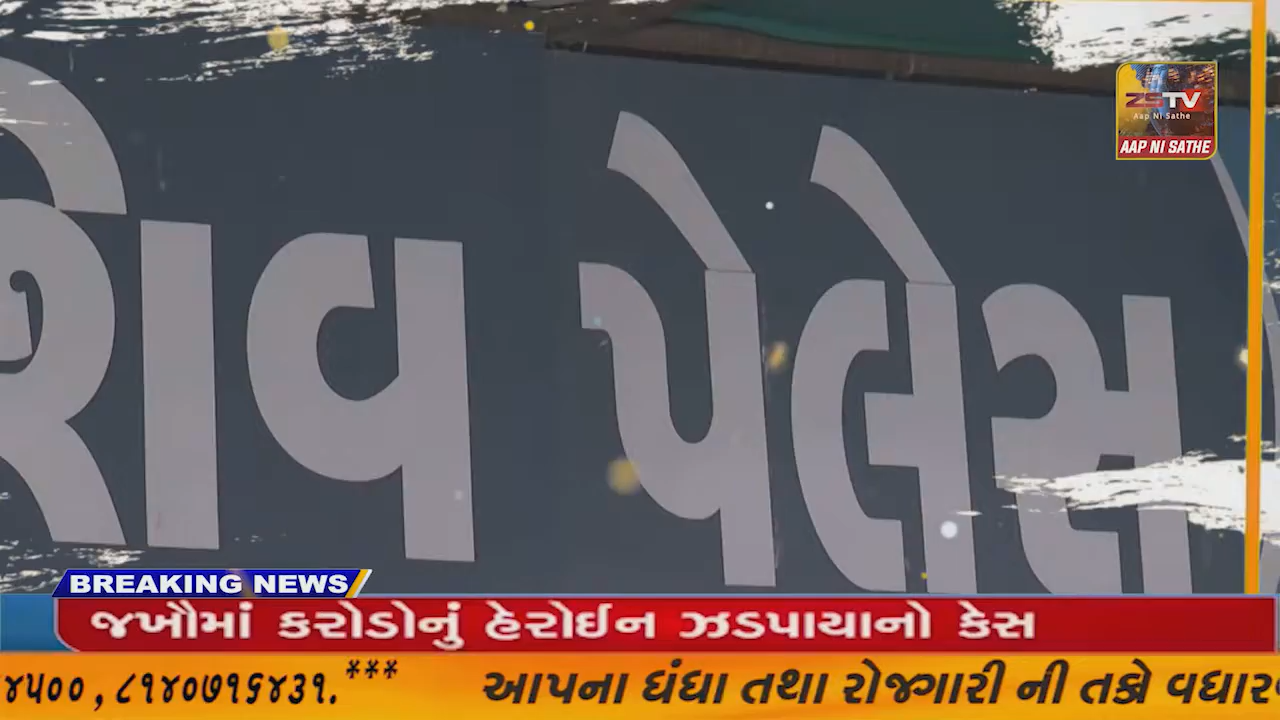 ZSTV
Aap Ni Sathe
AAP NI SATHE
શિવ પેલેસ
BREAKING NEWS
જખૌમાં કરોડોનું હેરોઈન ઝડપાયાનો કેસ
૪૫૦૦ ,૮૧૪૦૭૧૬૪૩૧.*** આપના ધંધા તથા રોજગારી ની તકો